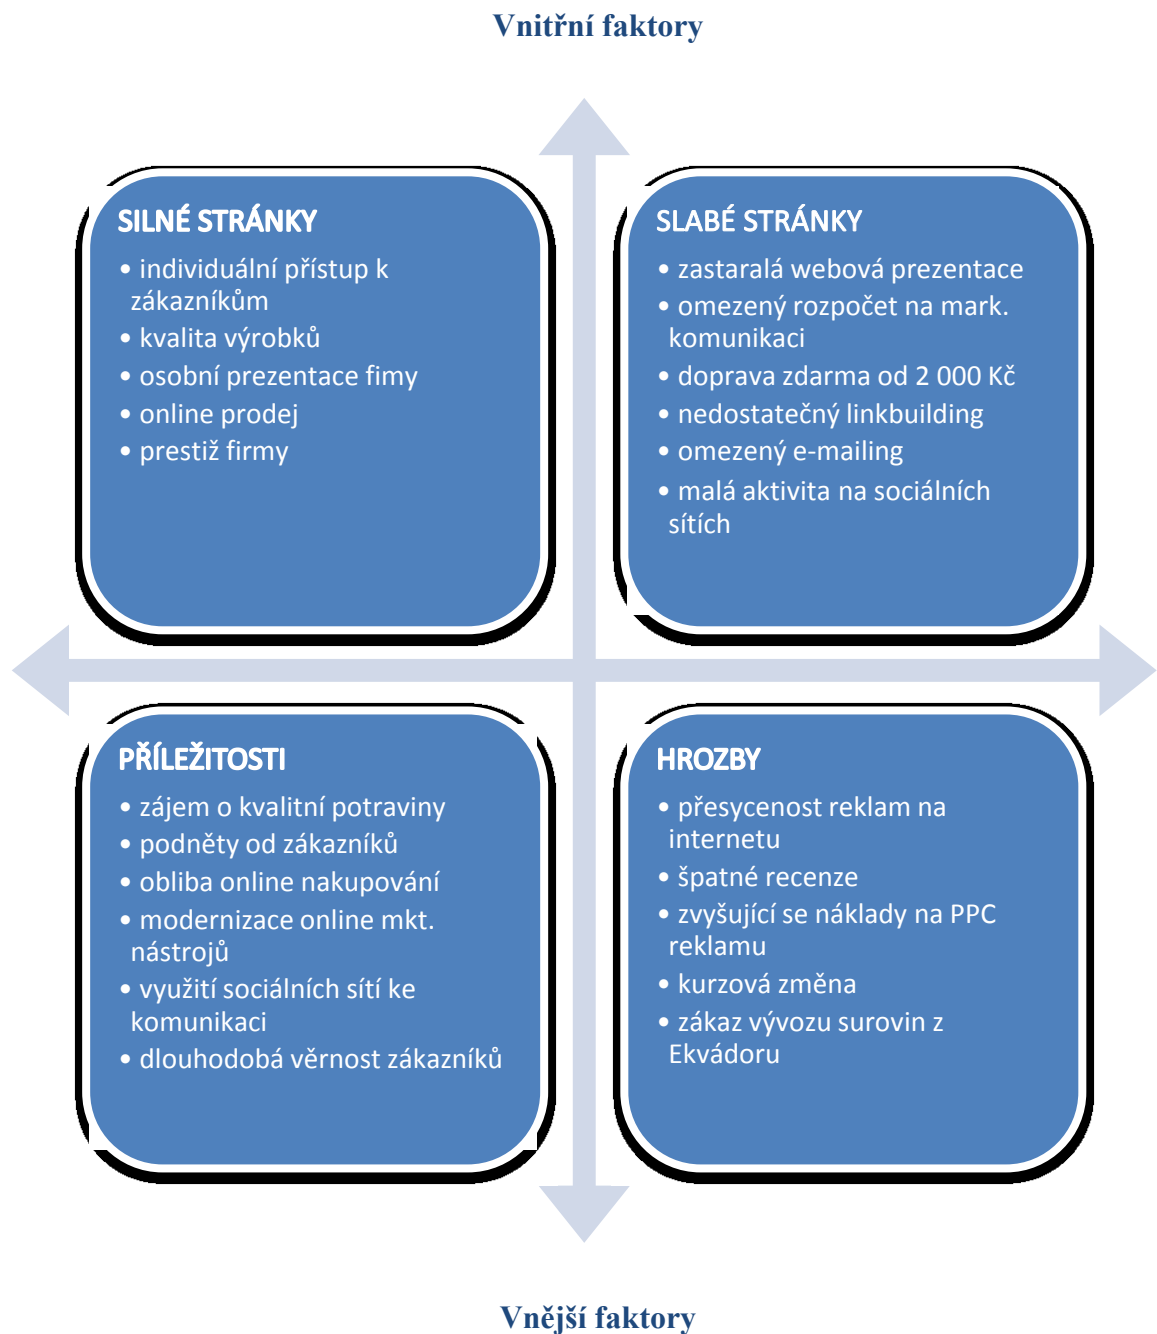 Vnitřní faktory
SILNÉ STRÁNKY
• individuální přístup k
zákazníkům
• kvalita výrobků
• osobní prezentace fimy
• online prodej
• prestiž firmy
SLABÉ STRÁNKY
• zastaralá webová prezentace
• omezený rozpočet na mark.
komunikaci
• doprava zdarma od 2 000 Kč
• nedostatečný linkbuilding
• omezený e-mailing
• malá aktivita na sociálních
sítích
PŘÍLEŽITOSTI
• zájem o kvalitní potraviny
• podněty od zákazníků
• obliba online nakupování
• modernizace online mkt.
nástrojů
• využití sociálních sítí ke
komunikaci
• dlouhodobá věrnost zákazníků
HROZBY
• přesycenost reklam na
internetu
• špatné recenze
• zvyšující se náklady na PPC
reklamu
• kurzová změna
• zákaz vývozu surovin z
Ekvádoru
Vnější faktory